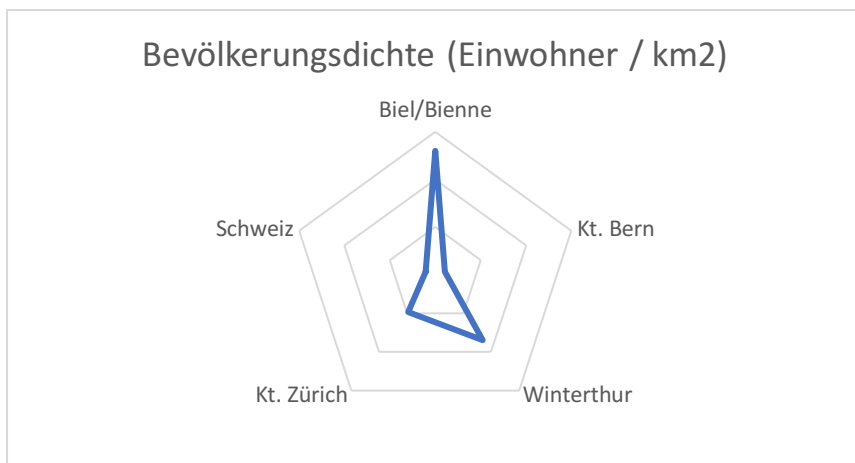 Bevölkerungsdichte (Einwohner / km2)
Biel/Bienne
Schweiz
Kt. Bern
Kt. Zürich
Winterthur